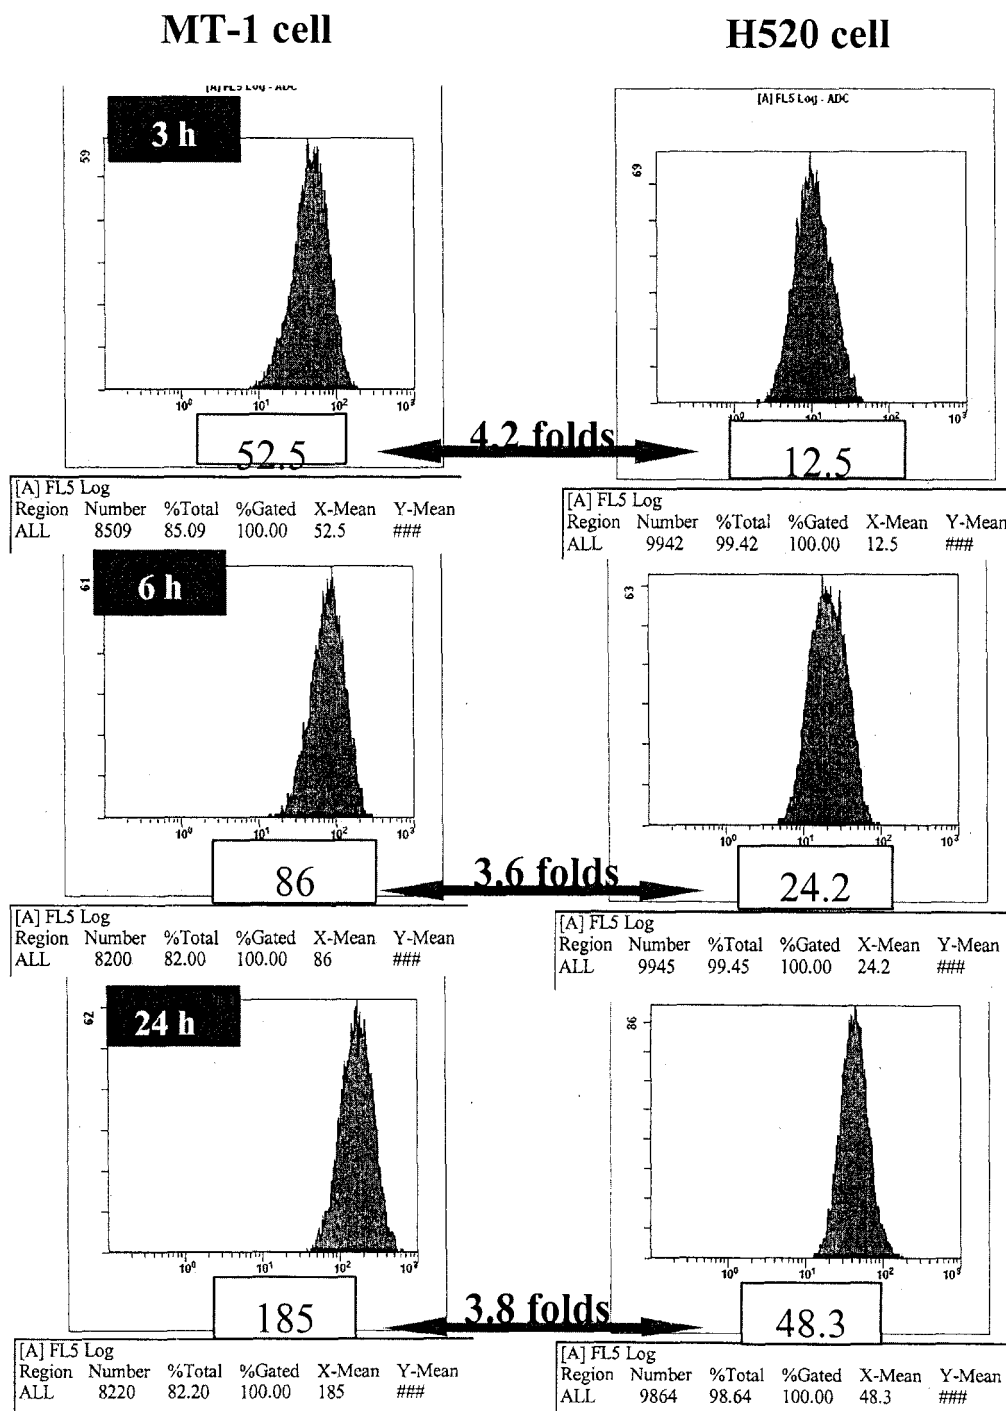 MT-1 cell
H520 cell
[A] FL5 Log - ADC
[A] FL5 Log - ADC
3 h
59
69
10⁰ 10¹ 10² 10³
10⁰ 10¹ 10² 10³
52.5
4.2 folds
12.5
[A] FL5 Log
Region Number %Total %Gated X-Mean Y-Mean
ALL 8509 85.09 100.00 52.5 ###
[A] FL5 Log
Region Number %Total %Gated X-Mean Y-Mean
ALL 9942 99.42 100.00 12.5 ###
6 h
61
63
10⁰ 10¹ 10² 10³
10⁰ 10¹ 10² 10³
86
3.6 folds
24.2
[A] FL5 Log
Region Number %Total %Gated X-Mean Y-Mean
ALL 8200 82.00 100.00 86 ###
[A] FL5 Log
Region Number %Total %Gated X-Mean Y-Mean
ALL 9945 99.45 100.00 24.2 ###
24 h
62
86
10⁰ 10¹ 10² 10³
10⁰ 10¹ 10² 10³
185
3.8 folds
48.3
[A] FL5 Log
Region Number %Total %Gated X-Mean Y-Mean
ALL 8220 82.20 100.00 185 ###
[A] FL5 Log
Region Number %Total %Gated X-Mean Y-Mean
ALL 9864 98.64 100.00 48.3 ###